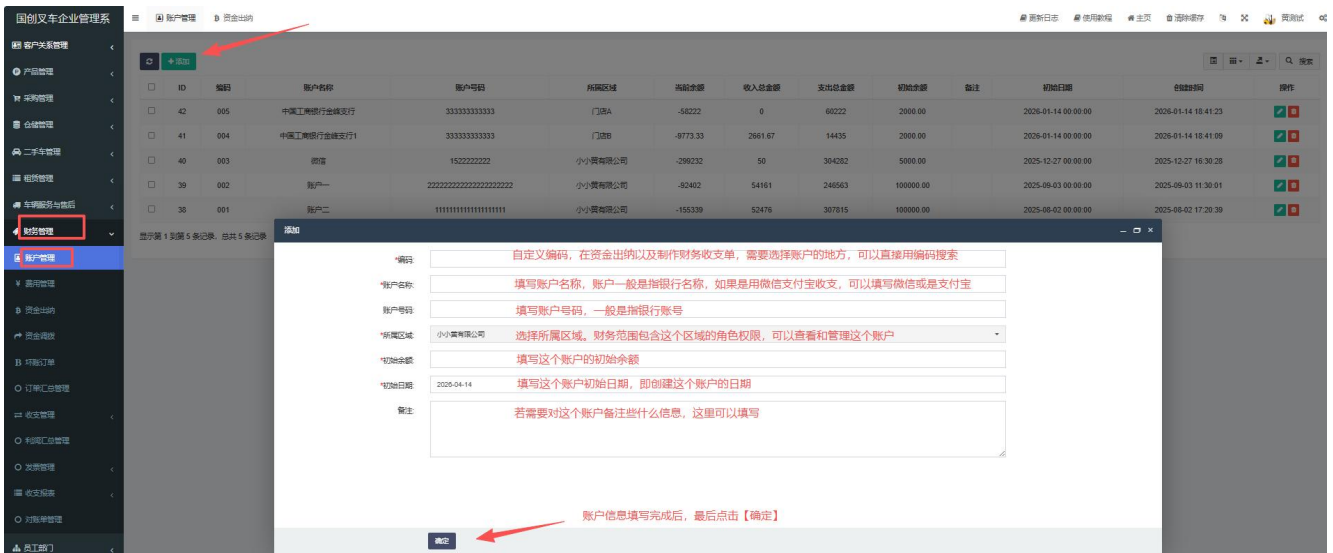 国创叉车企业管理系
账户管理
资金出纳
更新日志
使用教程
主页
清除缓存
黄测试
客户关系管理
产品管理
采购管理
仓储管理
二手车管理
租赁管理
车辆服务与售后
财务管理
账户管理
费用管理
资金出纳
资金调拨
坏账订单
订单汇总管理
收支管理
利润汇总管理
发票管理
收支报表
对账单管理
员工部门
+添加
搜索
ID 编码 账户名称 账户号码 所属区域 当前余额 收入总金额 支出总金额 初始余额 备注 初始日期 创建时间 操作
42 005 中国工商银行金峰支行 333333333333 门店A -58222 0 60222 2000.00 2026-01-14 00:00:00 2026-01-14 18:41:23
41 004 中国工商银行金峰支行1 333333333333 门店B -9773.33 2661.67 14435 2000.00 2026-01-14 00:00:00 2026-01-14 18:41:09
40 003 微信 1522222222 小小黄有限公司 -299232 50 304282 5000.00 2025-12-27 00:00:00 2025-12-27 16:30:28
39 002 账户一 22222222222222222222 小小黄有限公司 -92402 54161 246563 100000.00 2025-09-03 00:00:00 2025-09-03 11:30:01
38 001 账户二 1111111111111111111 小小黄有限公司 -155339 52476 307815 100000.00 2025-08-02 00:00:00 2025-08-02 17:20:39
显示第 1 到第 5 条记录，总共 5 条记录
添加
*编码: 自定义编码，在资金出纳以及制作财务收支单，需要选择账户的地方，可以直接用编码搜索
*账户名称: 填写账户名称，账户一般是指银行名称，如果是用微信支付宝收支，可以填写微信或是支付宝
账户号码: 填写账户号码，一般是指银行账号
*所属区域: 小小黄有限公司 选择所属区域。财务范围包含这个区域的角色权限，可以查看和管理这个账户
*初始余额: 填写这个账户的初始余额
*初始日期: 2026-04-14 填写这个账户初始日期，即创建这个账户的日期
备注: 若需要对这个账户备注些什么信息，这里可以填写
账户信息填写完成后，最后点击【确定】
确定